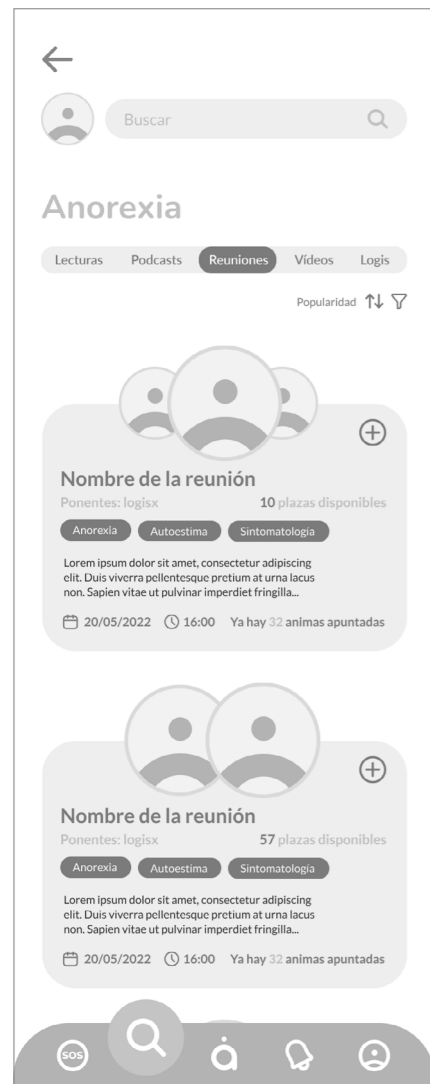 Buscar
Anorexia
Lecturas Podcasts Reuniones Vídeos Logis
Popularidad
Nombre de la reunión
Ponentes: logisx 10 plazas disponibles
Anorexia Autoestima Sintomatología
Lorem ipsum dolor sit amet, consectetur adipiscing
elit. Duis viverra pellentesque pretium at urna lacus
non. Sapien vitae ut pulvinar imperdiet fringilla...
20/05/2022 16:00 Ya hay 32 animas apuntadas
Nombre de la reunión
Ponentes: logisx 57 plazas disponibles
Anorexia Autoestima Sintomatología
Lorem ipsum dolor sit amet, consectetur adipiscing
elit. Duis viverra pellentesque pretium at urna lacus
non. Sapien vitae ut pulvinar imperdiet fringilla...
20/05/2022 16:00 Ya hay 32 animas apuntadas
SOS